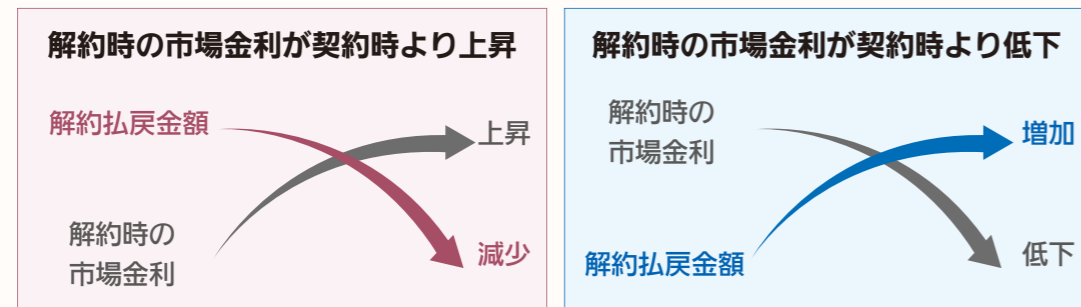 解約時の市場金利が契約時より上昇
解約払戻金額
上昇
解約時の
市場金利
減少
解約時の市場金利が契約時より低下
解約時の
市場金利
増加
解約払戻金額
低下